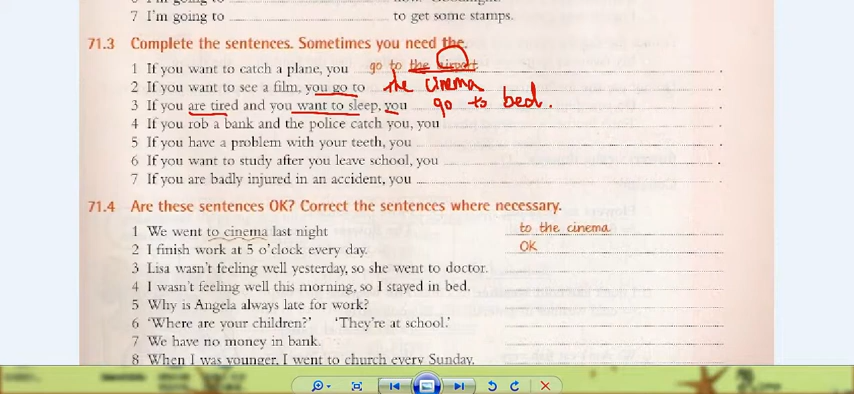 7 I'm going to to get some stamps.
71.3 Complete the sentences. Sometimes you need the.
1 If you want to catch a plane, you go to the airport
2 If you want to see a film, you go to the cinema
3 If you are tired and you want to sleep, you go to bed.
4 If you rob a bank and the police catch you, you
5 If you have a problem with your teeth, you
6 If you want to study after you leave school, you
7 If you are badly injured in an accident, you
71.4 Are these sentences OK? Correct the sentences where necessary.
1 We went to cinema last night to the cinema
2 I finish work at 5 o'clock every day. OK
3 Lisa wasn't feeling well yesterday, so she went to doctor.
4 I wasn't feeling well this morning, so I stayed in bed.
5 Why is Angela always late for work?
6 'Where are your children?' 'They're at school.'
7 We have no money in bank.
8 When I was younger, I went to church every Sunday.